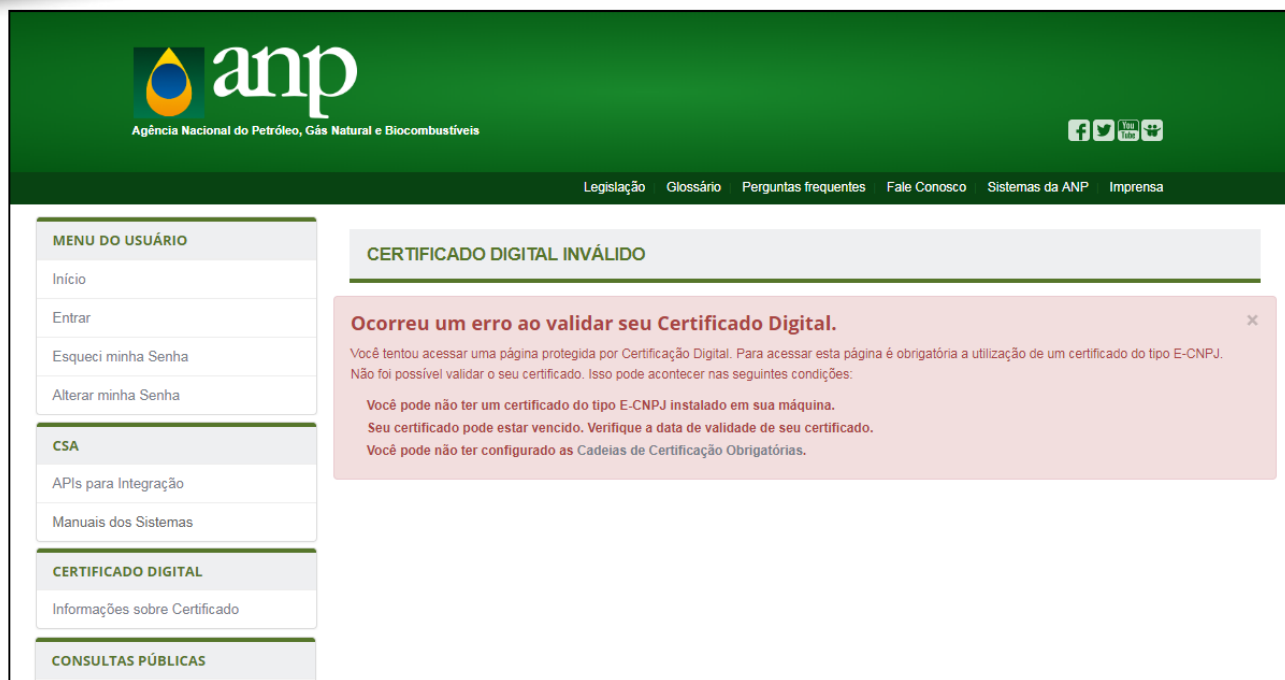 anp
Agência Nacional do Petróleo, Gás Natural e Biocombustíveis
You
Tube
Legislação Glossário Perguntas frequentes Fale Conosco Sistemas da ANP Imprensa
MENU DO USUÁRIO
Início
Entrar
Esqueci minha Senha
Alterar minha Senha
CSA
APIs para Integração
Manuais dos Sistemas
CERTIFICADO DIGITAL
Informações sobre Certificado
CONSULTAS PÚBLICAS
CERTIFICADO DIGITAL INVÁLIDO
Ocorreu um erro ao validar seu Certificado Digital.
×
Você tentou acessar uma página protegida por Certificação Digital. Para acessar esta página é obrigatória a utilização de um certificado do tipo E-CNPJ.
Não foi possível validar o seu certificado. Isso pode acontecer nas seguintes condições:
Você pode não ter um certificado do tipo E-CNPJ instalado em sua máquina.
Seu certificado pode estar vencido. Verifique a data de validade de seu certificado.
Você pode não ter configurado as Cadeias de Certificação Obrigatórias.